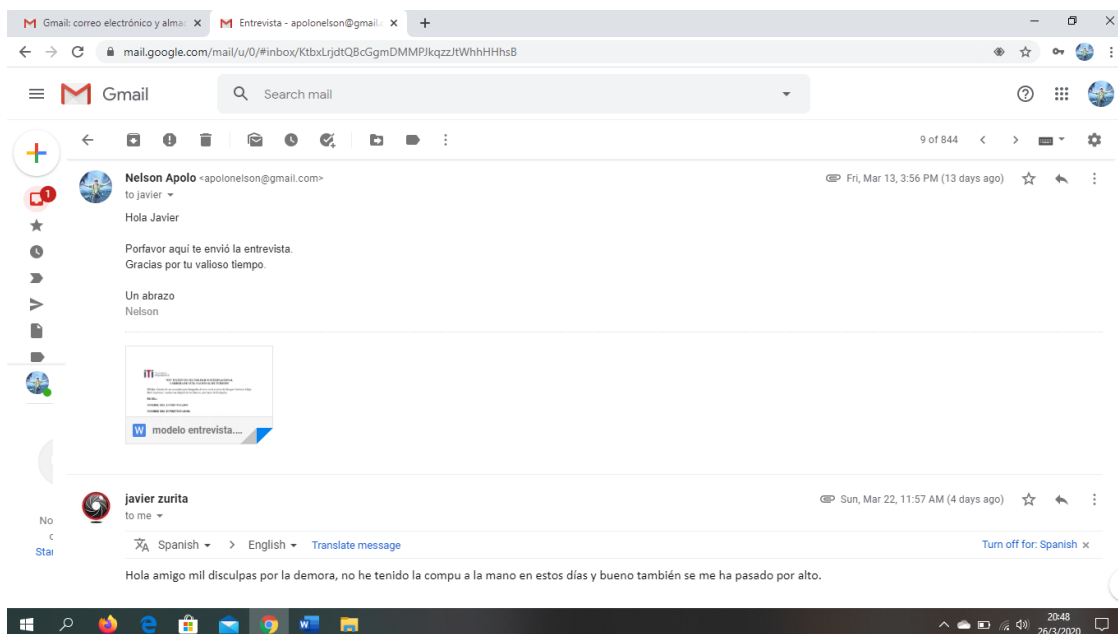 Gmail: correo electrónico y almac
Entrevista - apolonelson@gmail.c
mail.google.com/mail/u/0/#inbox/KtbxLrjdtQBcGgmDMMPJkqzzJtWhhHHhsB
Gmail
Search mail
9 of 844
1
Nelson Apolo <apolonelson@gmail.com>
Fri, Mar 13, 3:56 PM (13 days ago)
to javier
Hola Javier
Porfavor aquí te envió la entrevista.
Gracias por tu valioso tiempo.
Un abrazo
Nelson
iTi
W modelo entrevista....
javier zurita
Sun, Mar 22, 11:57 AM (4 days ago)
to me
No
c
Star
Spanish > English Translate message
Turn off for: Spanish x
Hola amigo mil disculpas por la demora, no he tenido la compu a la mano en estos días y bueno también se me ha pasado por alto.
20:48
26/3/2020